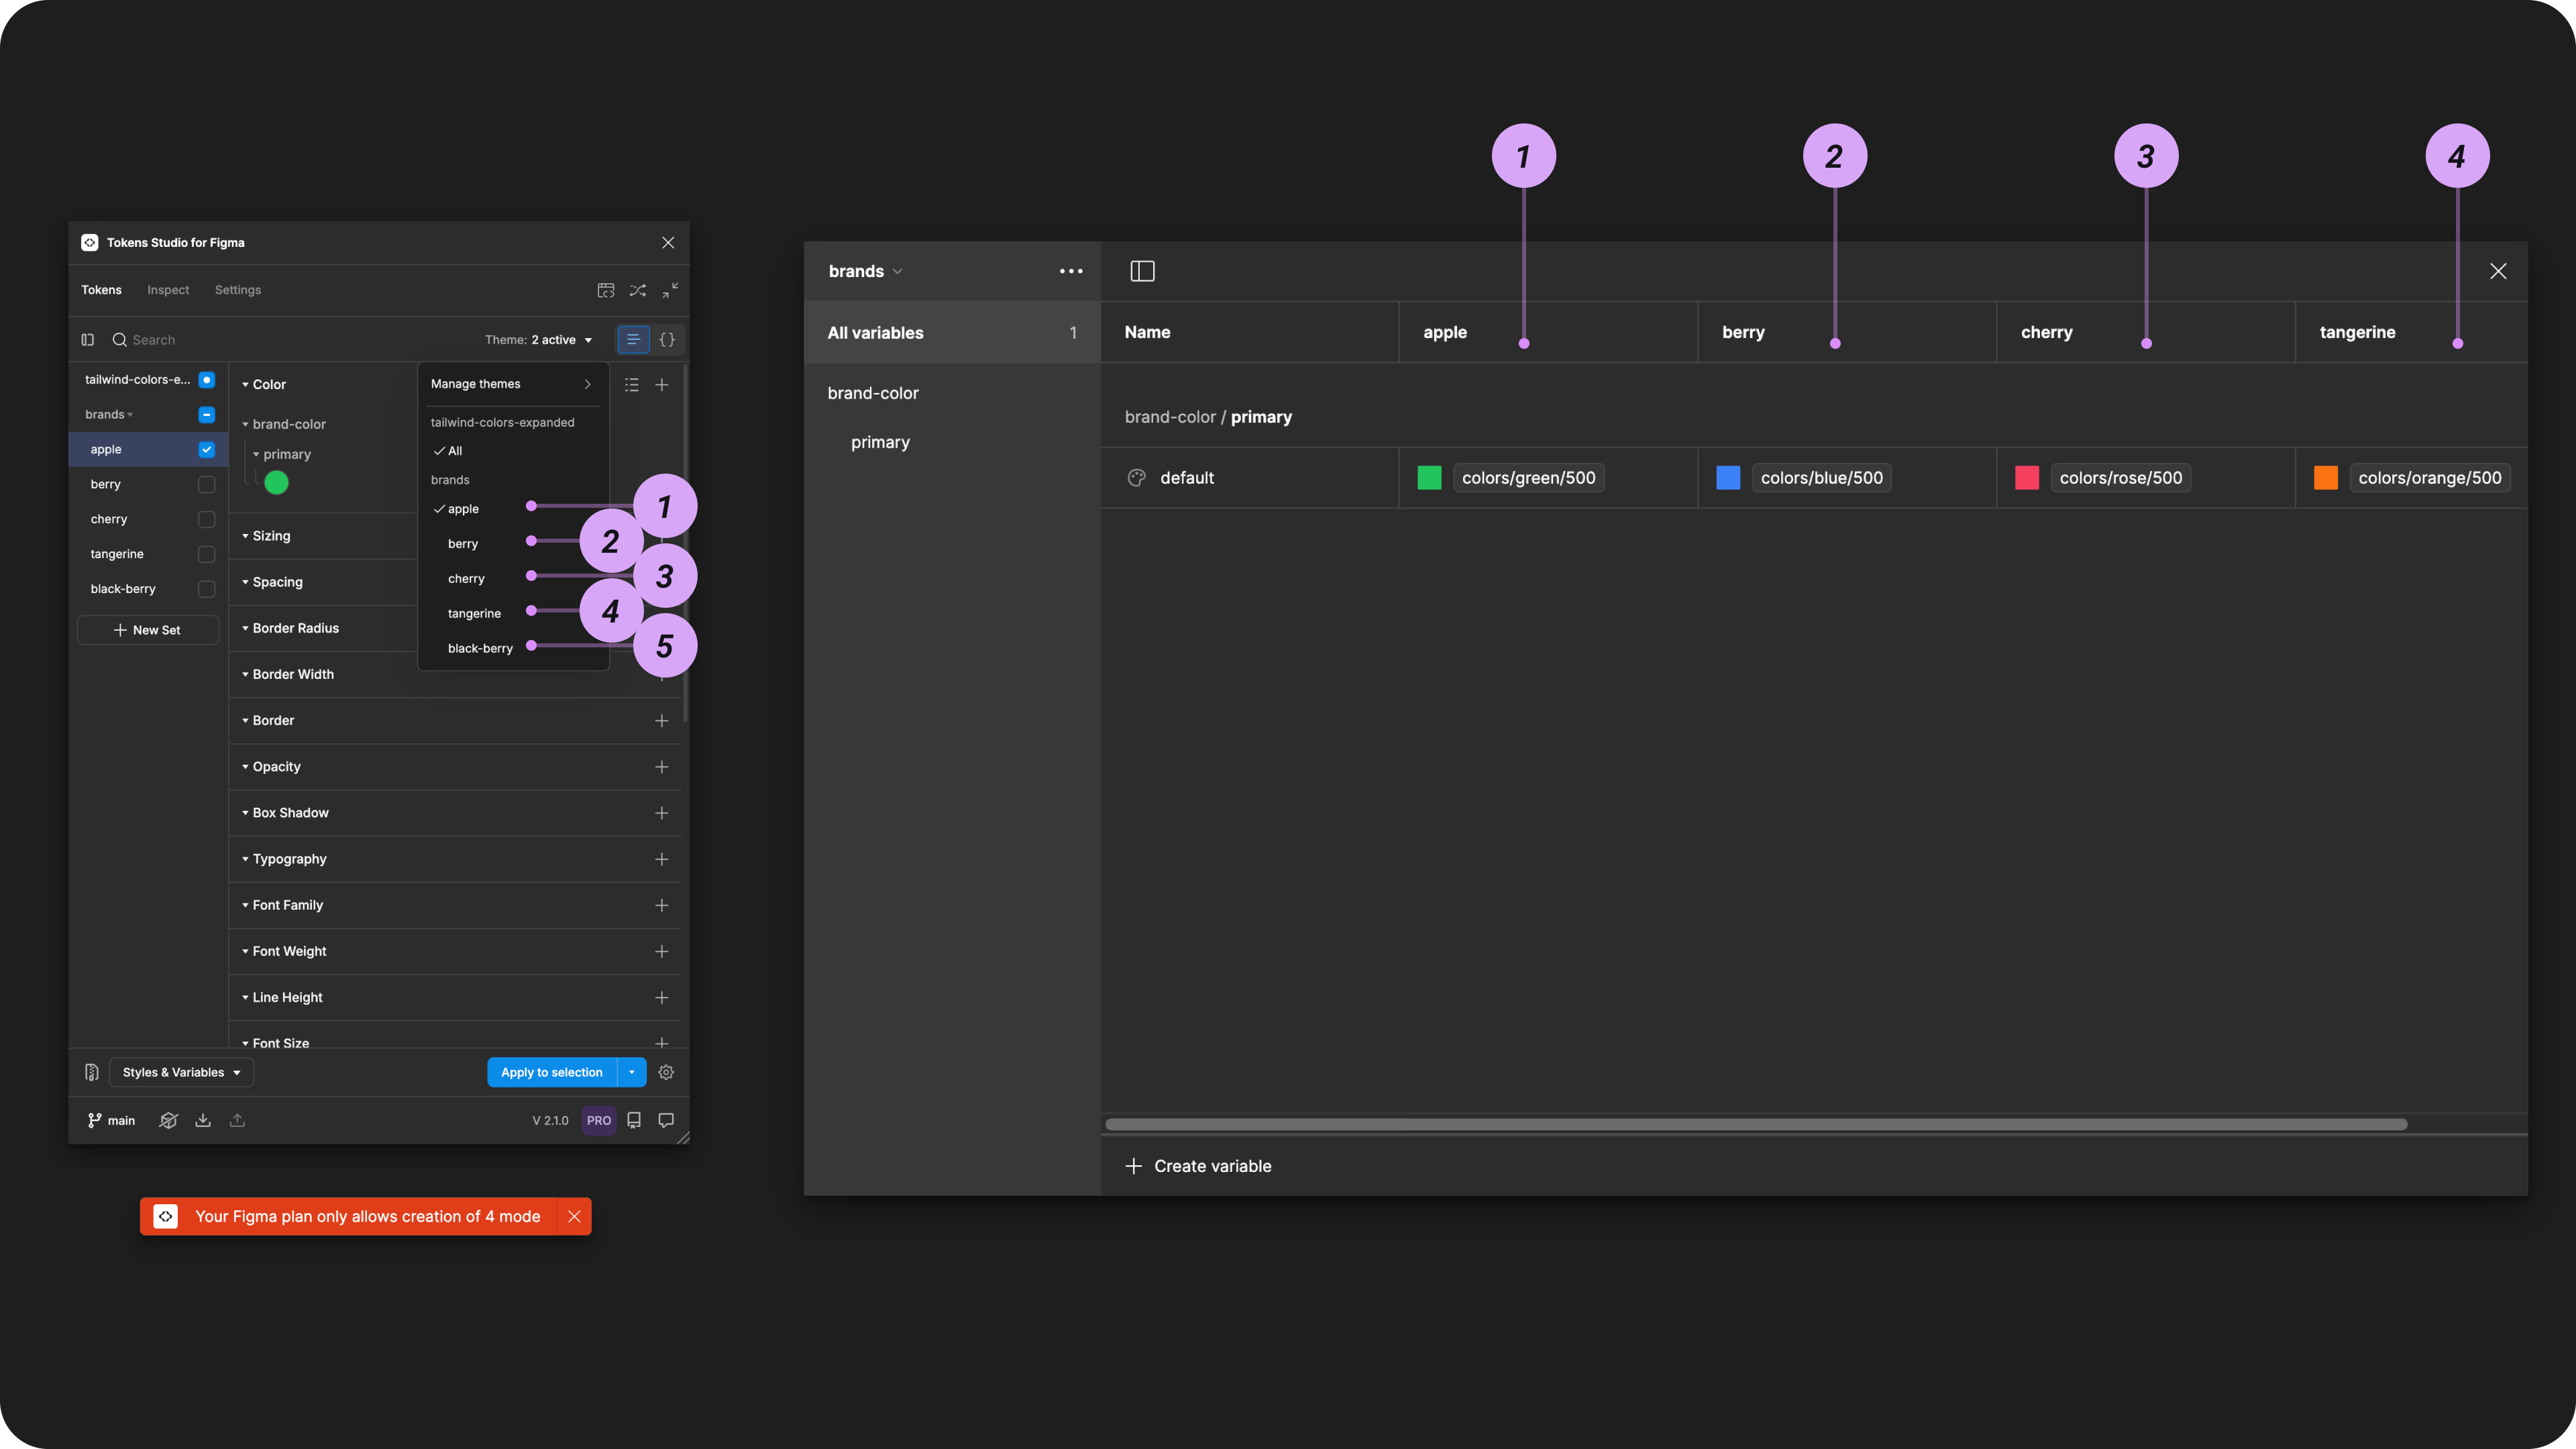 1
2
3
4
Tokens Studio for Figma
Tokens
Inspect
Settings
Search
Theme: 2 active
tailwind-colors-e...
brands
apple
berry
cherry
tangerine
black-berry
New Set
Color
brand-color
primary
Sizing
Spacing
Border Radius
Border Width
Border
Opacity
Box Shadow
Typography
Font Family
Font Weight
Line Height
Font Size
Manage themes
tailwind-colors-expanded
All
brands
apple
berry
cherry
tangerine
black-berry
1
2
3
4
5
Styles & Variables
Apply to selection
main
V 2.1.0
PRO
Your Figma plan only allows creation of 4 mode
brands
All variables
1
brand-color
primary
Name
apple
berry
cherry
tangerine
brand-color / primary
default
colors/green/500
colors/blue/500
colors/rose/500
colors/orange/500
Create variable